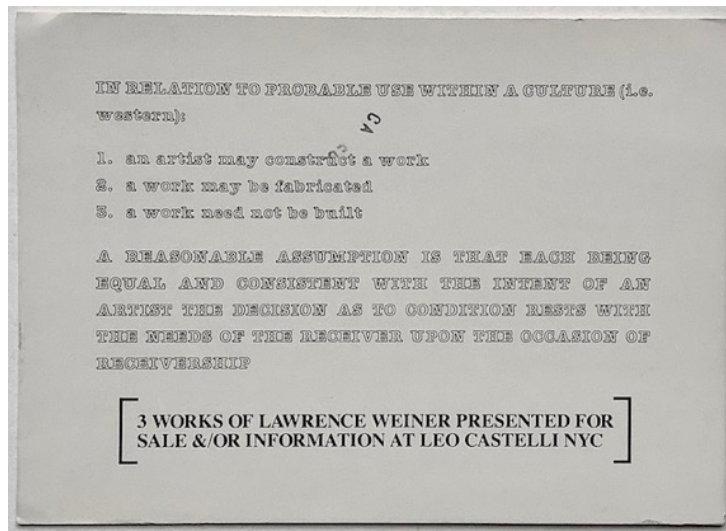 IN RELATION TO PROBABLE USE WITHIN A CULTURE (i.e.
western):
CA
1. an artist may construct a work
2. a work may be fabricated
3. a work need not be built
A REASONABLE ASSUMPTION IS THAT EACH BEING
EQUAL AND CONSISTENT WITH THE INTENT OF AN
ARTIST THE DECISION AS TO CONDITION RESTS WITH
THE NEEDS OF THE RECEIVER UPON THE OCCASION OF
RECEIVERSHIP
3 WORKS OF LAWRENCE WEINER PRESENTED FOR
SALE &/OR INFORMATION AT LEO CASTELLI NYC